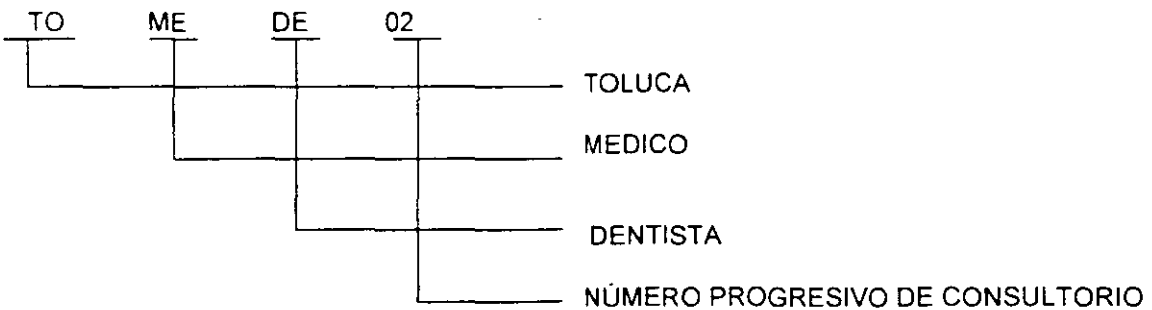 TO ME DE 02
TOLUCA
MEDICO
DENTISTA
NÚMERO PROGRESIVO DE CONSULTORIO